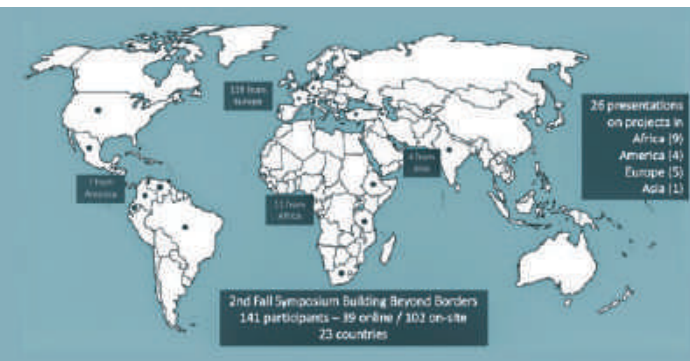 119 from
Europe
26 presentations
on projects in
Africa (9)
America (4)
Europe (5)
Asia (1)
4 from
Asia
7 from
America
11 from
Africa
2nd Fall Symposium Building Beyond Borders
141 participants – 39 online / 102 on-site
23 countries